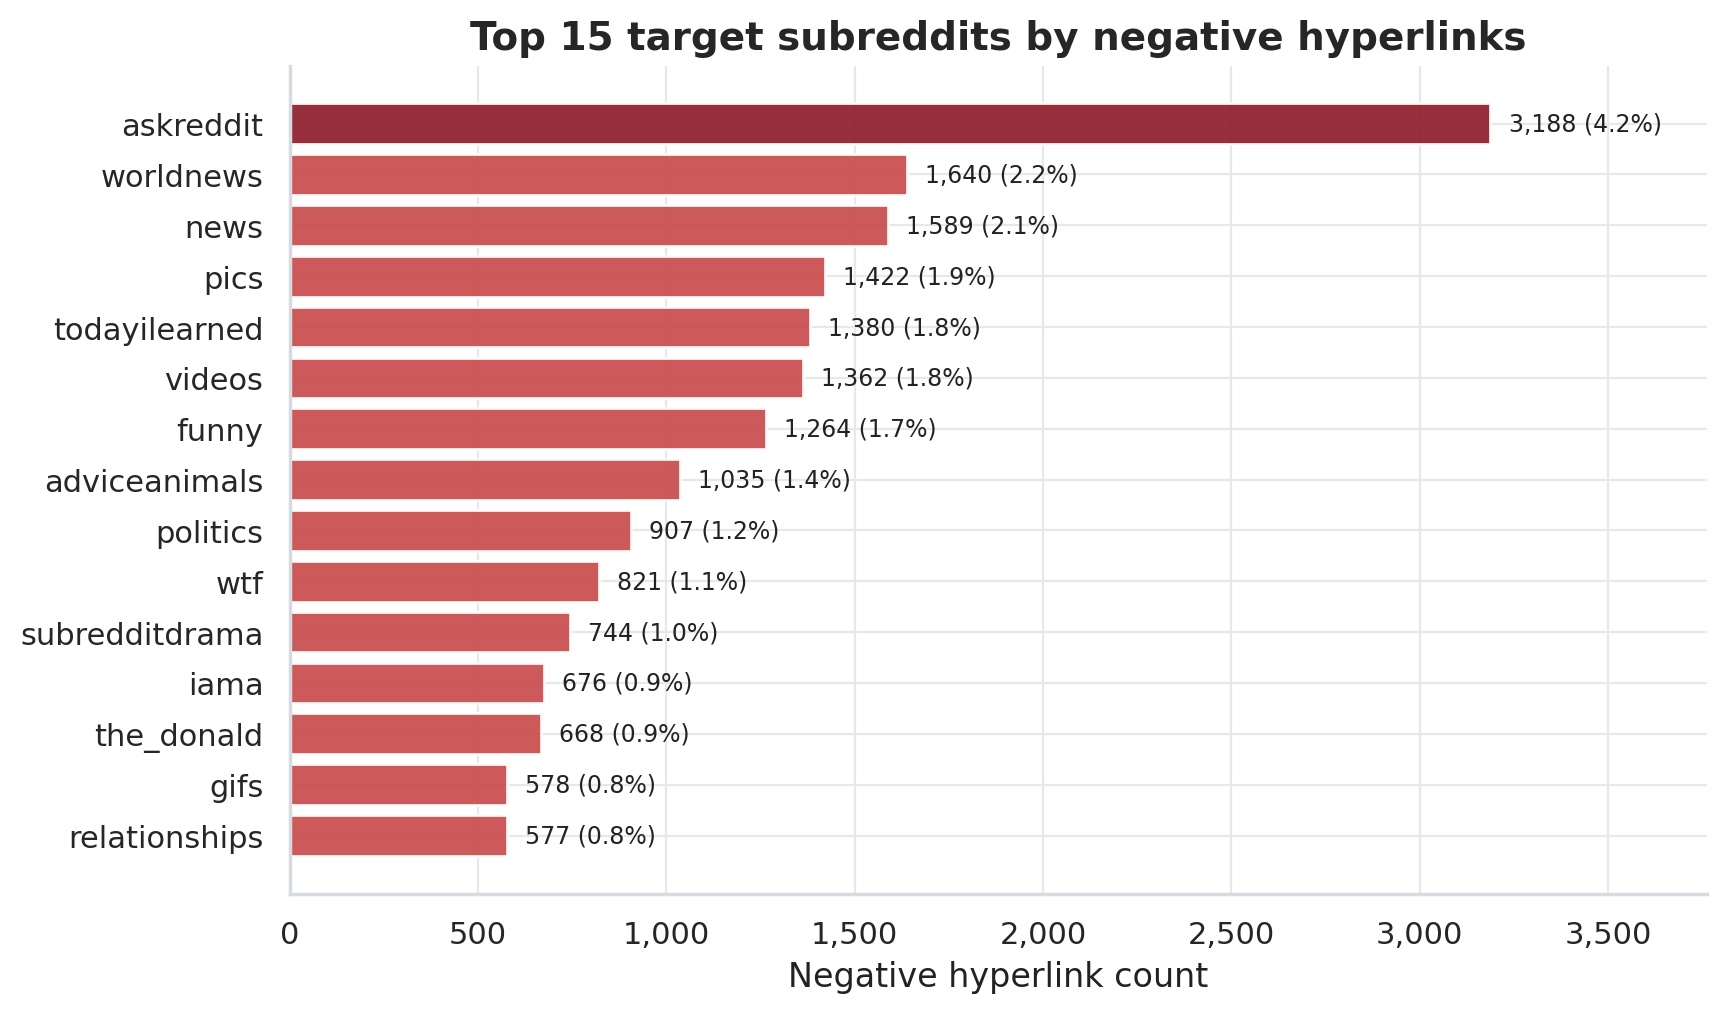 Top 15 target subreddits by negative hyperlinks
askreddit 3,188 (4.2%)
worldnews 1,640 (2.2%)
news 1,589 (2.1%)
pics 1,422 (1.9%)
todayilearned 1,380 (1.8%)
videos 1,362 (1.8%)
funny 1,264 (1.7%)
adviceanimals 1,035 (1.4%)
politics 907 (1.2%)
wtf 821 (1.1%)
subredditdrama 744 (1.0%)
iama 676 (0.9%)
the_donald 668 (0.9%)
gifs 578 (0.8%)
relationships 577 (0.8%)
0 500 1,000 1,500 2,000 2,500 3,000 3,500
Negative hyperlink count